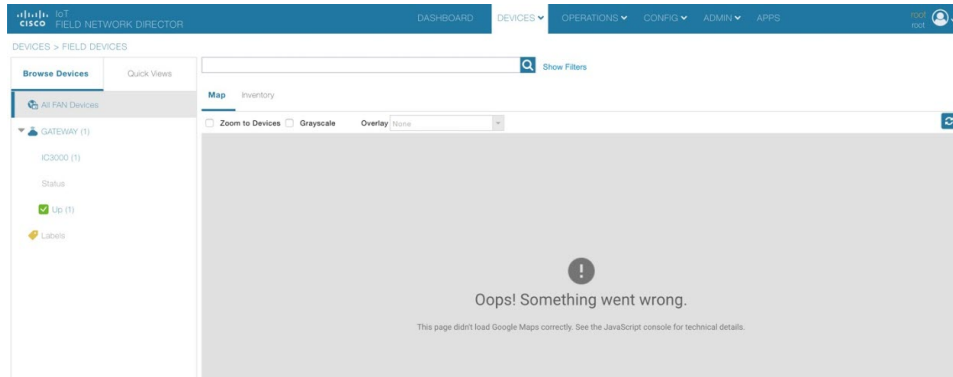 IoT
CISCO FIELD NETWORK DIRECTOR
DASHBOARD DEVICES OPERATIONS CONFIG ADMIN APPS
root
root
DEVICES > FIELD DEVICES
Browse Devices Quick Views
Show Filters
All FAN Devices
Map Inventory
Zoom to Devices Grayscale Overlay None
GATEWAY (1)
IC3000 (1)
Status
Up (1)
Labels
Oops! Something went wrong.
This page didn't load Google Maps correctly. See the JavaScript console for technical details.